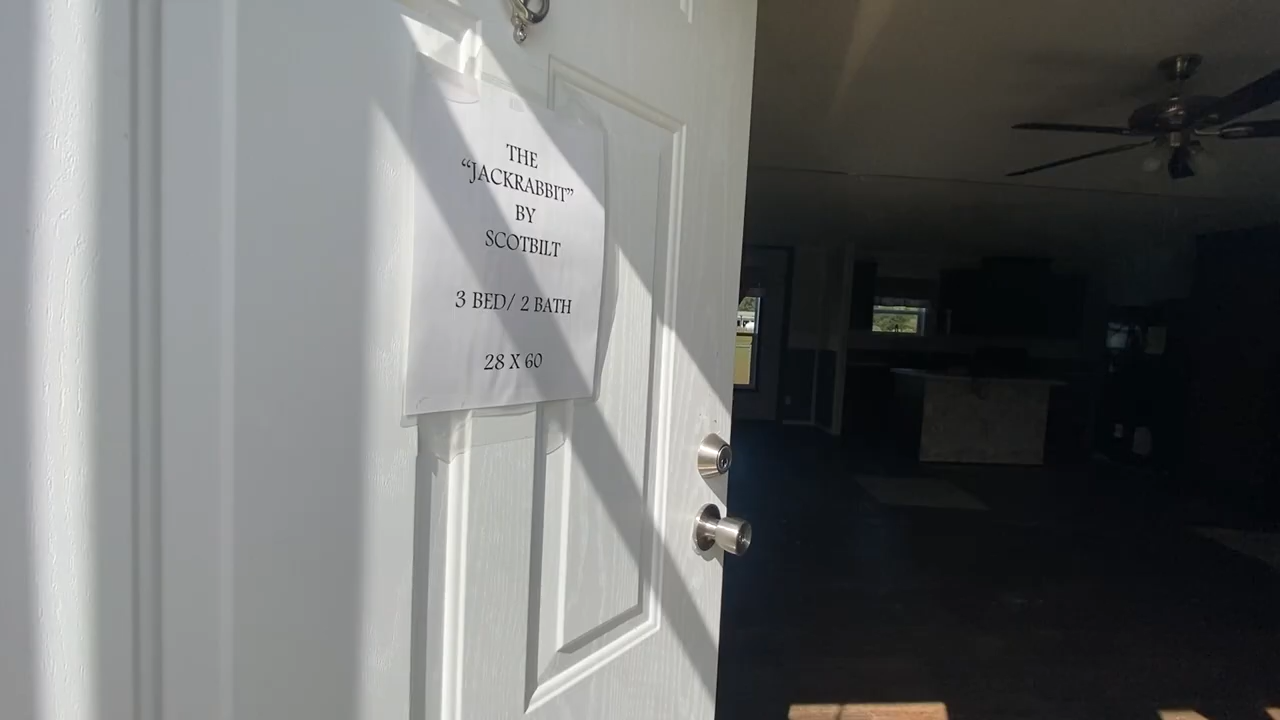 THE
“JACKRABBIT”
BY
SCOTBILT
3 BED/ 2 BATH
28 X 60